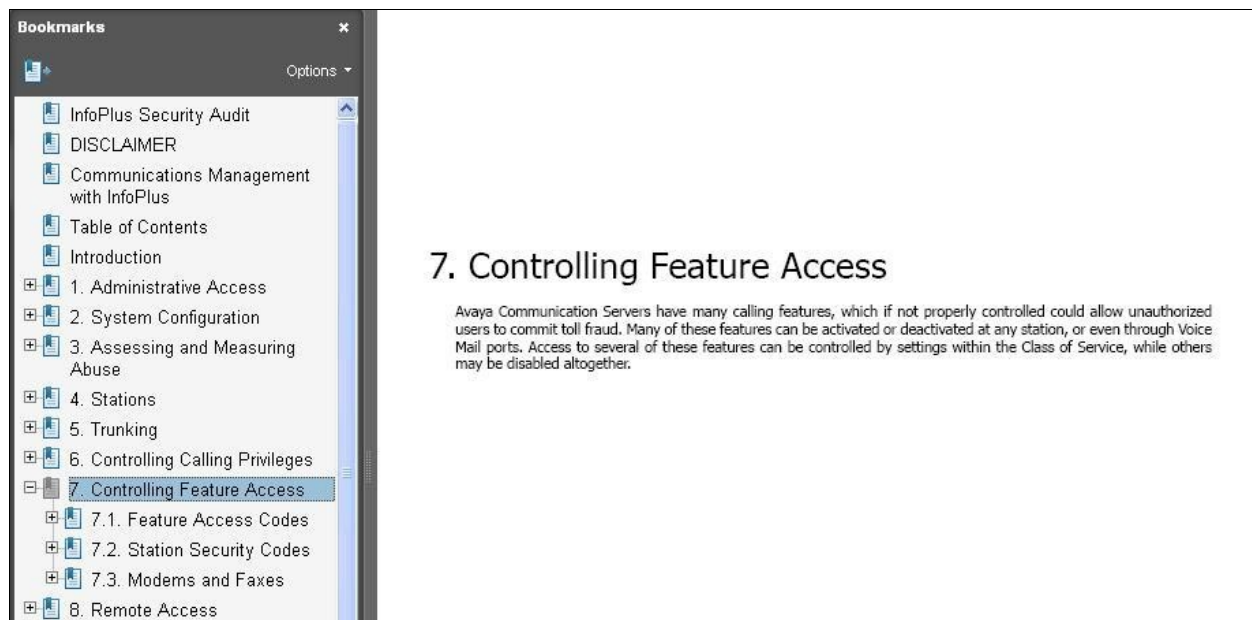 Bookmarks
Options
InfoPlus Security Audit
DISCLAIMER
Communications Management
with InfoPlus
Table of Contents
Introduction
1. Administrative Access
2. System Configuration
3. Assessing and Measuring
Abuse
4. Stations
5. Trunking
6. Controlling Calling Privileges
7. Controlling Feature Access
7.1. Feature Access Codes
7.2. Station Security Codes
7.3. Modems and Faxes
8. Remote Access
7. Controlling Feature Access
Avaya Communication Servers have many calling features, which if not properly controlled could allow unauthorized
users to commit toll fraud. Many of these features can be activated or deactivated at any station, or even through Voice
Mail ports. Access to several of these features can be controlled by settings within the Class of Service, while others
may be disabled altogether.